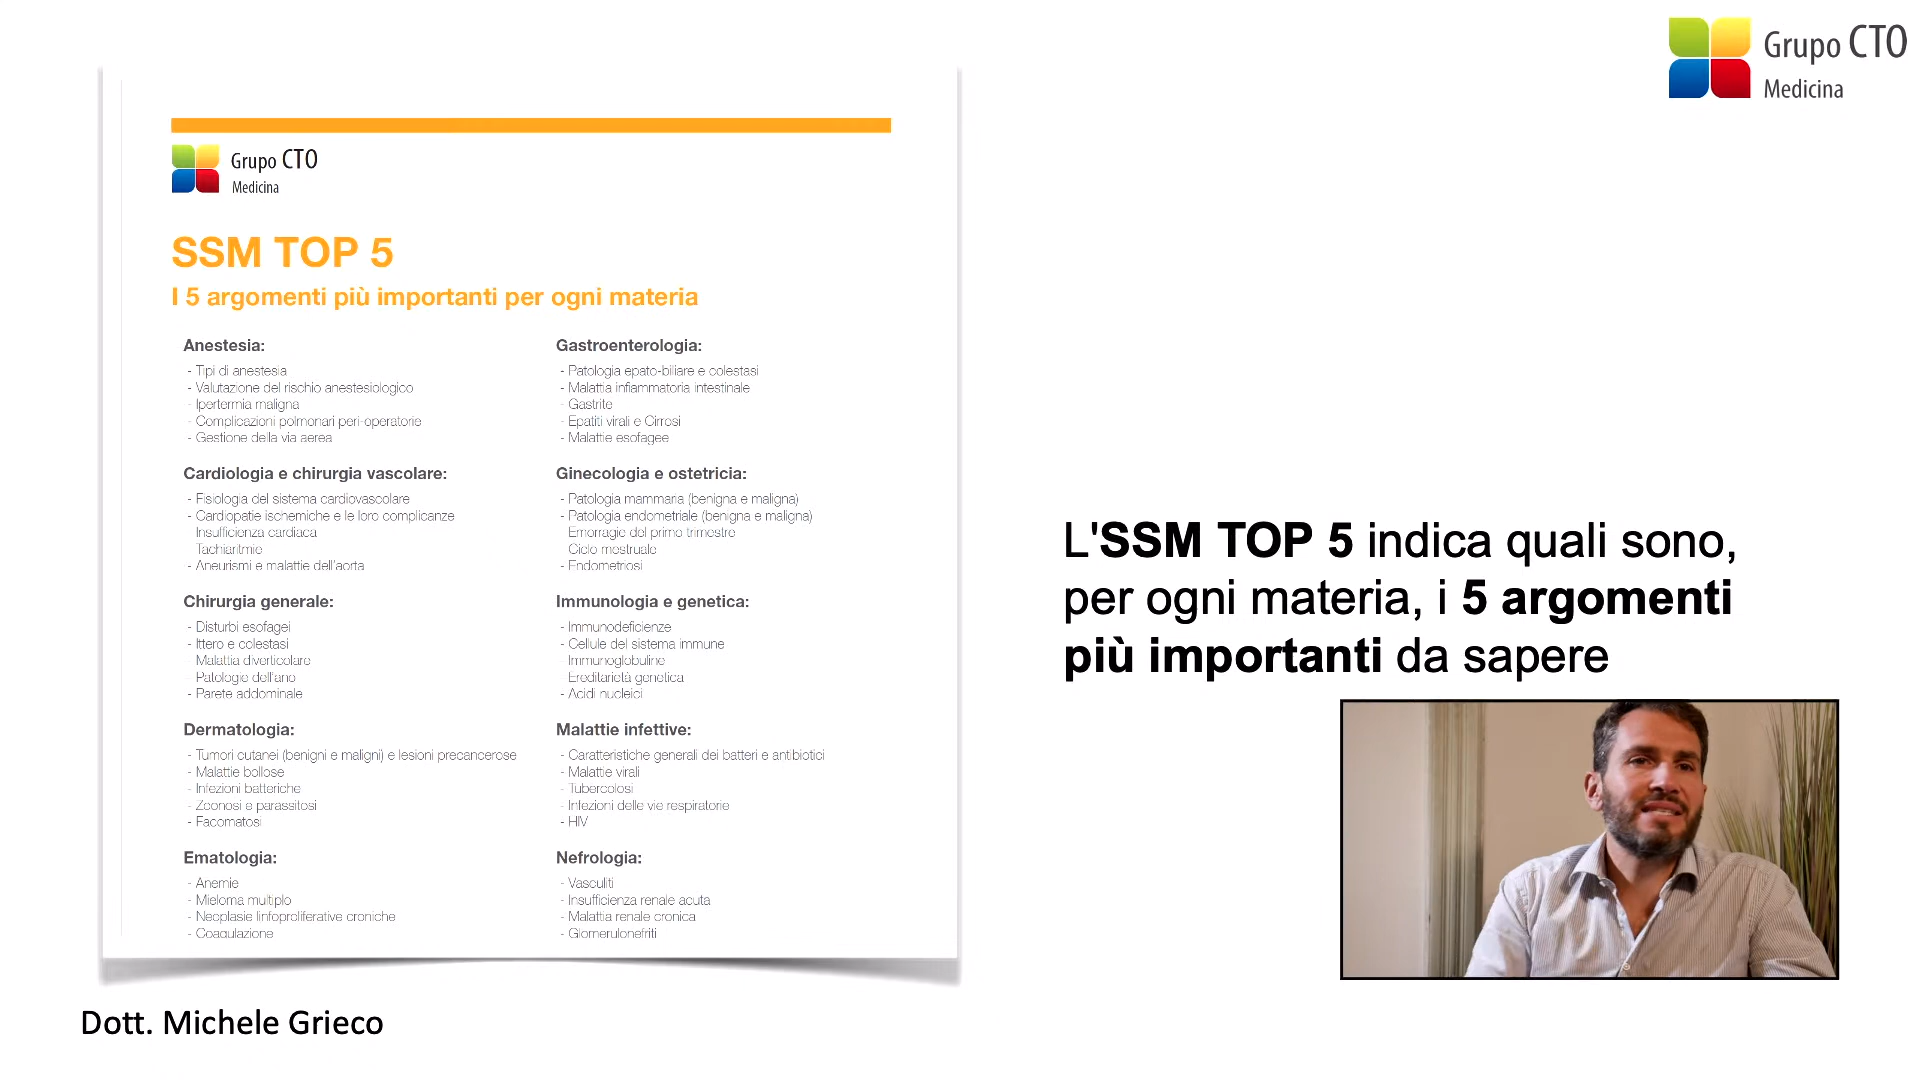 Grupo CTO
Medicina
Grupo CTO
Medicina
SSM TOP 5
I 5 argomenti più importanti per ogni materia
Anestesia:
- Tipi di anestesia
- Valutazione del rischio anestesiologico
- Ipertermia maligna
- Complicazioni polmonari peri-operatorie
- Gestione della via aerea
Cardiologia e chirurgia vascolare:
- Fisiologia del sistema cardiovascolare
- Cardiopatie ischemiche e le loro complicanze
Insufficienza cardiaca
Tachiaritmie
- Aneurismi e malattie dell'aorta
Chirurgia generale:
- Disturbi esofagei
- Ittero e colestasi
Malattia diverticolare
- Patologie dell'ano
- Parete addominale
Dermatologia:
- Tumori cutanei (benigni e maligni) e lesioni precancerose
- Malattie bollose
- Infezioni batteriche
- Zoonosi e parassitosi
- Facomatosi
Ematologia:
- Anemie
- Mieloma multiplo
- Neoplasie linfoproliferative croniche
- Coagulazione
Gastroenterologia:
- Patologia epato-biliare e colestasi
- Malattia infiammatoria intestinale
- Gastrite
- Epatiti virali e Cirrosi
- Malattie esofagee
Ginecologia e ostetricia:
- Patologia mammaria (benigna e maligna)
- Patologia endometriale (benigna e maligna)
Emorragie del primo trimestre
Ciclo mestruale
- Endometriosi
Immunologia e genetica:
- Immunodeficienze
- Cellule del sistema immune
Immunoglobuline
Ereditarietà genetica
- Acidi nucleici
Malattie infettive:
- Caratteristiche generali dei batteri e antibiotici
- Malattie virali
- Tubercolosi
- Infezioni delle vie respiratorie
- HIV
Nefrologia:
- Vasculiti
- Insufficienza renale acuta
- Malattia renale cronica
- Glomerulonefriti
L'SSM TOP 5 indica quali sono,
per ogni materia, i 5 argomenti
più importanti da sapere
Dott. Michele Grieco